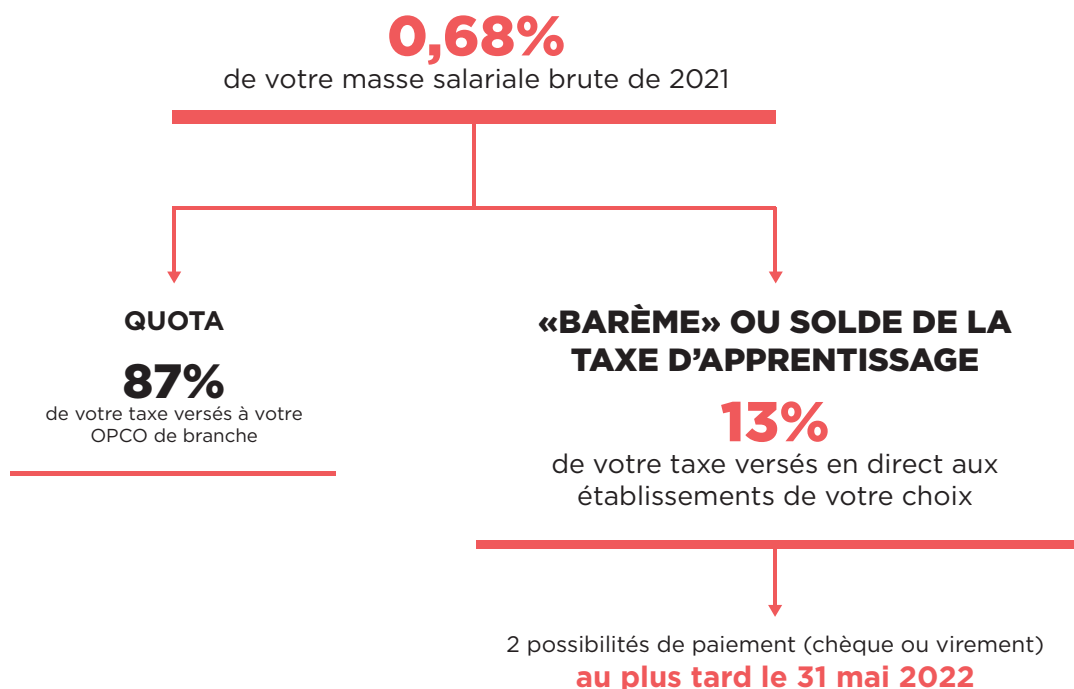 0,68%
de votre masse salariale brute de 2021
QUOTA
87%
de votre taxe versés à votre
OPCO de branche
«BARÈME» OU SOLDE DE LA
TAXE D’APPRENTISSAGE
13%
de votre taxe versés en direct aux
établissements de votre choix
2 possibilités de paiement (chèque ou virement)
au plus tard le 31 mai 2022